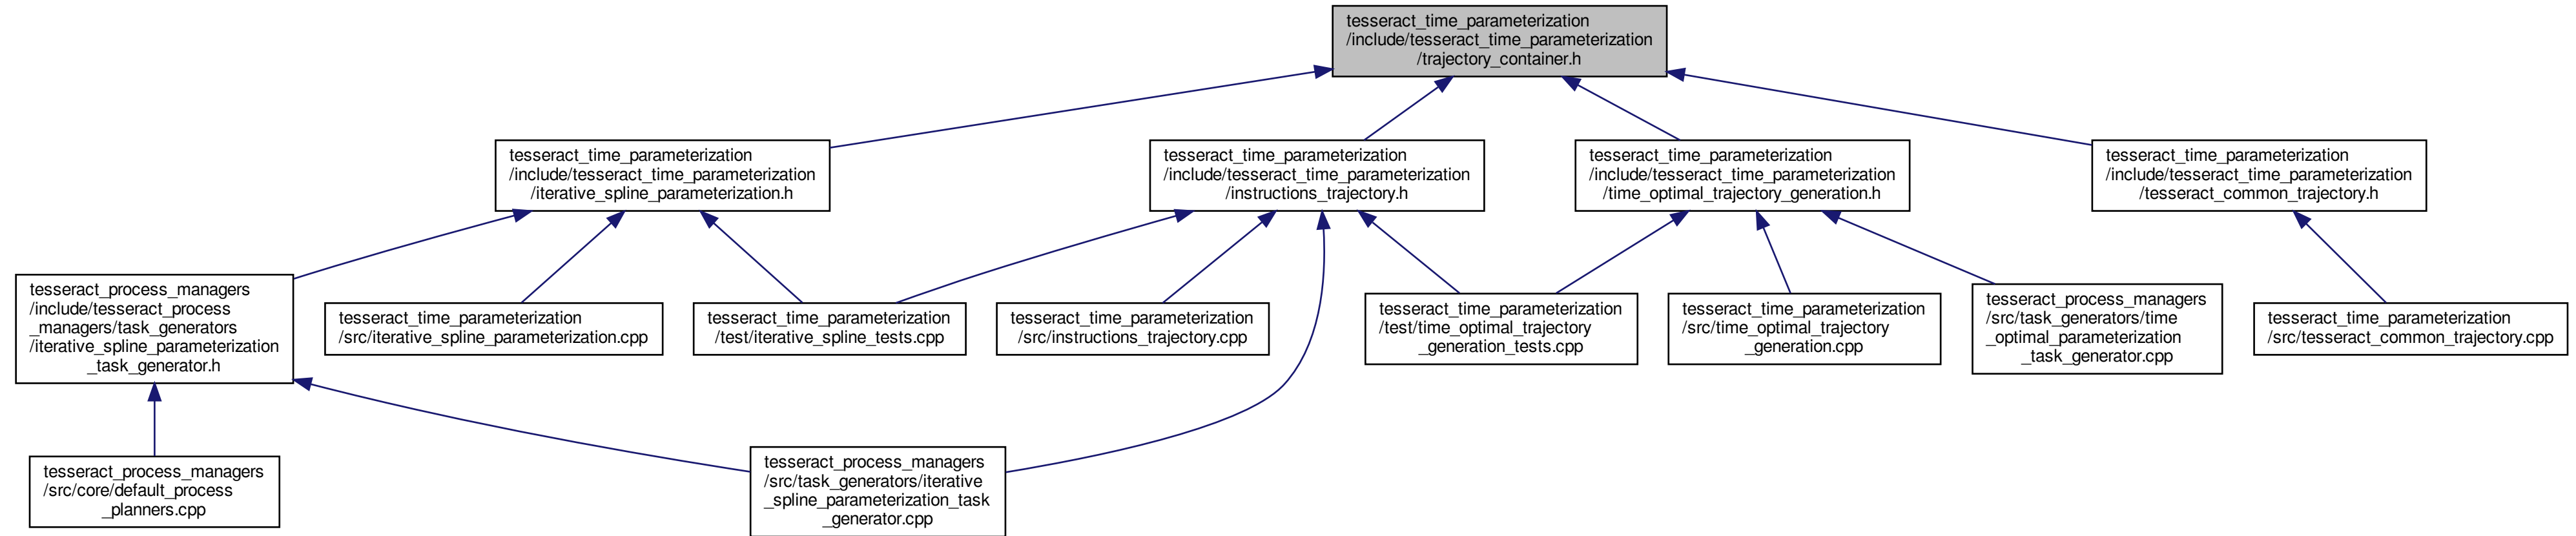 tesseract_time_parameterization
/include/tesseract_time_parameterization
/trajectory_container.h
tesseract_time_parameterization
/include/tesseract_time_parameterization
/iterative_spline_parameterization.h
tesseract_time_parameterization
/include/tesseract_time_parameterization
/instructions_trajectory.h
tesseract_time_parameterization
/include/tesseract_time_parameterization
/time_optimal_trajectory_generation.h
tesseract_time_parameterization
/include/tesseract_time_parameterization
/tesseract_common_trajectory.h
tesseract_process_managers
/include/tesseract_process
_managers/task_generators
/iterative_spline_parameterization
_task_generator.h
tesseract_time_parameterization
/src/iterative_spline_parameterization.cpp
tesseract_time_parameterization
/test/iterative_spline_tests.cpp
tesseract_time_parameterization
/src/instructions_trajectory.cpp
tesseract_time_parameterization
/test/time_optimal_trajectory
_generation_tests.cpp
tesseract_time_parameterization
/src/time_optimal_trajectory
_generation.cpp
tesseract_process_managers
/src/task_generators/time
_optimal_parameterization
_task_generator.cpp
tesseract_time_parameterization
/src/tesseract_common_trajectory.cpp
tesseract_process_managers
/src/core/default_process
_planners.cpp
tesseract_process_managers
/src/task_generators/iterative
_spline_parameterization_task
_generator.cpp